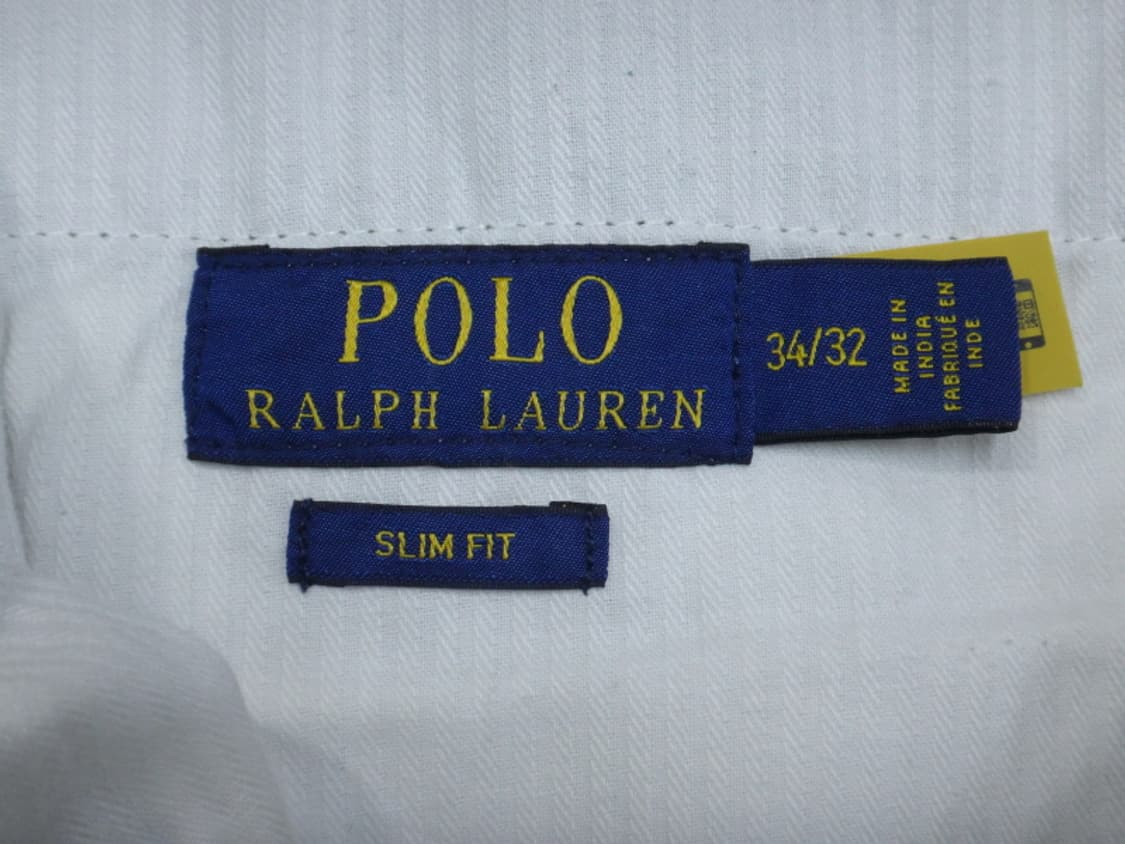 POLO
RALPH LAUREN
34/32
MADE IN
INDIA
FABRIQUÉ EN
INDE
SLIM FIT